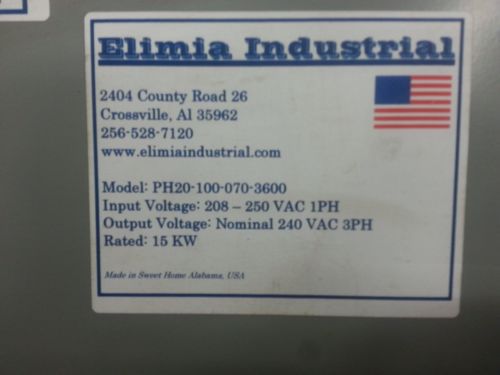 Elimia Industrial
2404 County Road 26
Crossville, Al 35962
256-528-7120
www.elimiaindustrial.com
Model: PH20-100-070-3600
Input Voltage: 208 – 250 VAC 1PH
Output Voltage: Nominal 240 VAC 3PH
Rated: 15 KW
Made in Sweet Home Alabama, USA